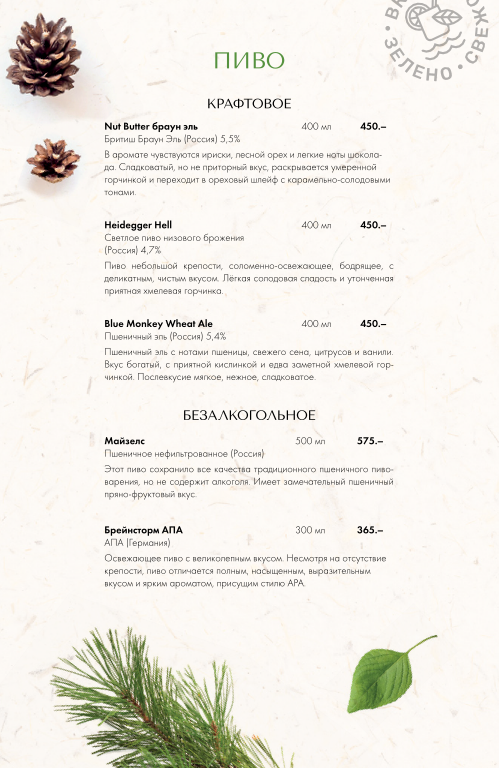 ЗЕЛЕНО • СВЕЖ
ПИВО
КРАФТОВОЕ
Nut Butter браун эль 400 мл 450.–
Бритиш Браун Эль (Россия) 5,5%
В аромате чувствуются ириски, лесной орех и легкие ноты шокола-
да. Сладковатый, но не приторный вкус, раскрывается умеренной
горчинкой и переходит в ореховый шлейф с карамельно-солодовыми
тонами.
Heidegger Hell 400 мл 450.–
Светлое пиво низового брожения
(Россия) 4,7%
Пиво небольшой крепости, соломенно-освежающее, бодрящее, с
деликатным, чистым вкусом. Лёгкая солодовая сладость и утонченная
приятная хмелевая горчинка.
Blue Monkey Wheat Ale 400 мл 450.–
Пшеничный эль (Россия) 5,4%
Пшеничный эль с нотами пшеницы, свежего сена, цитрусов и ванили.
Вкус богатый, с приятной кислинкой и едва заметной хмелевой гор-
чинкой. Послевкусие мягкое, нежное, сладковатое.
БЕЗАЛКОГОЛЬНОЕ
Майзелс 500 мл 575.–
Пшеничное нефильтрованное (Россия)
Этот пиво сохранило все качества традиционного пшеничного пиво-
варения, но не содержит алкоголя. Имеет замечательный пшеничный
пряно-фруктовый вкус.
Брейнсторм АПА 300 мл 365.–
АПА (Германия)
Освежающее пиво с великолепным вкусом. Несмотря на отсутствие
крепости, пиво отличается полным, насыщенным, выразительным
вкусом и ярким ароматом, присущим стилю APA.